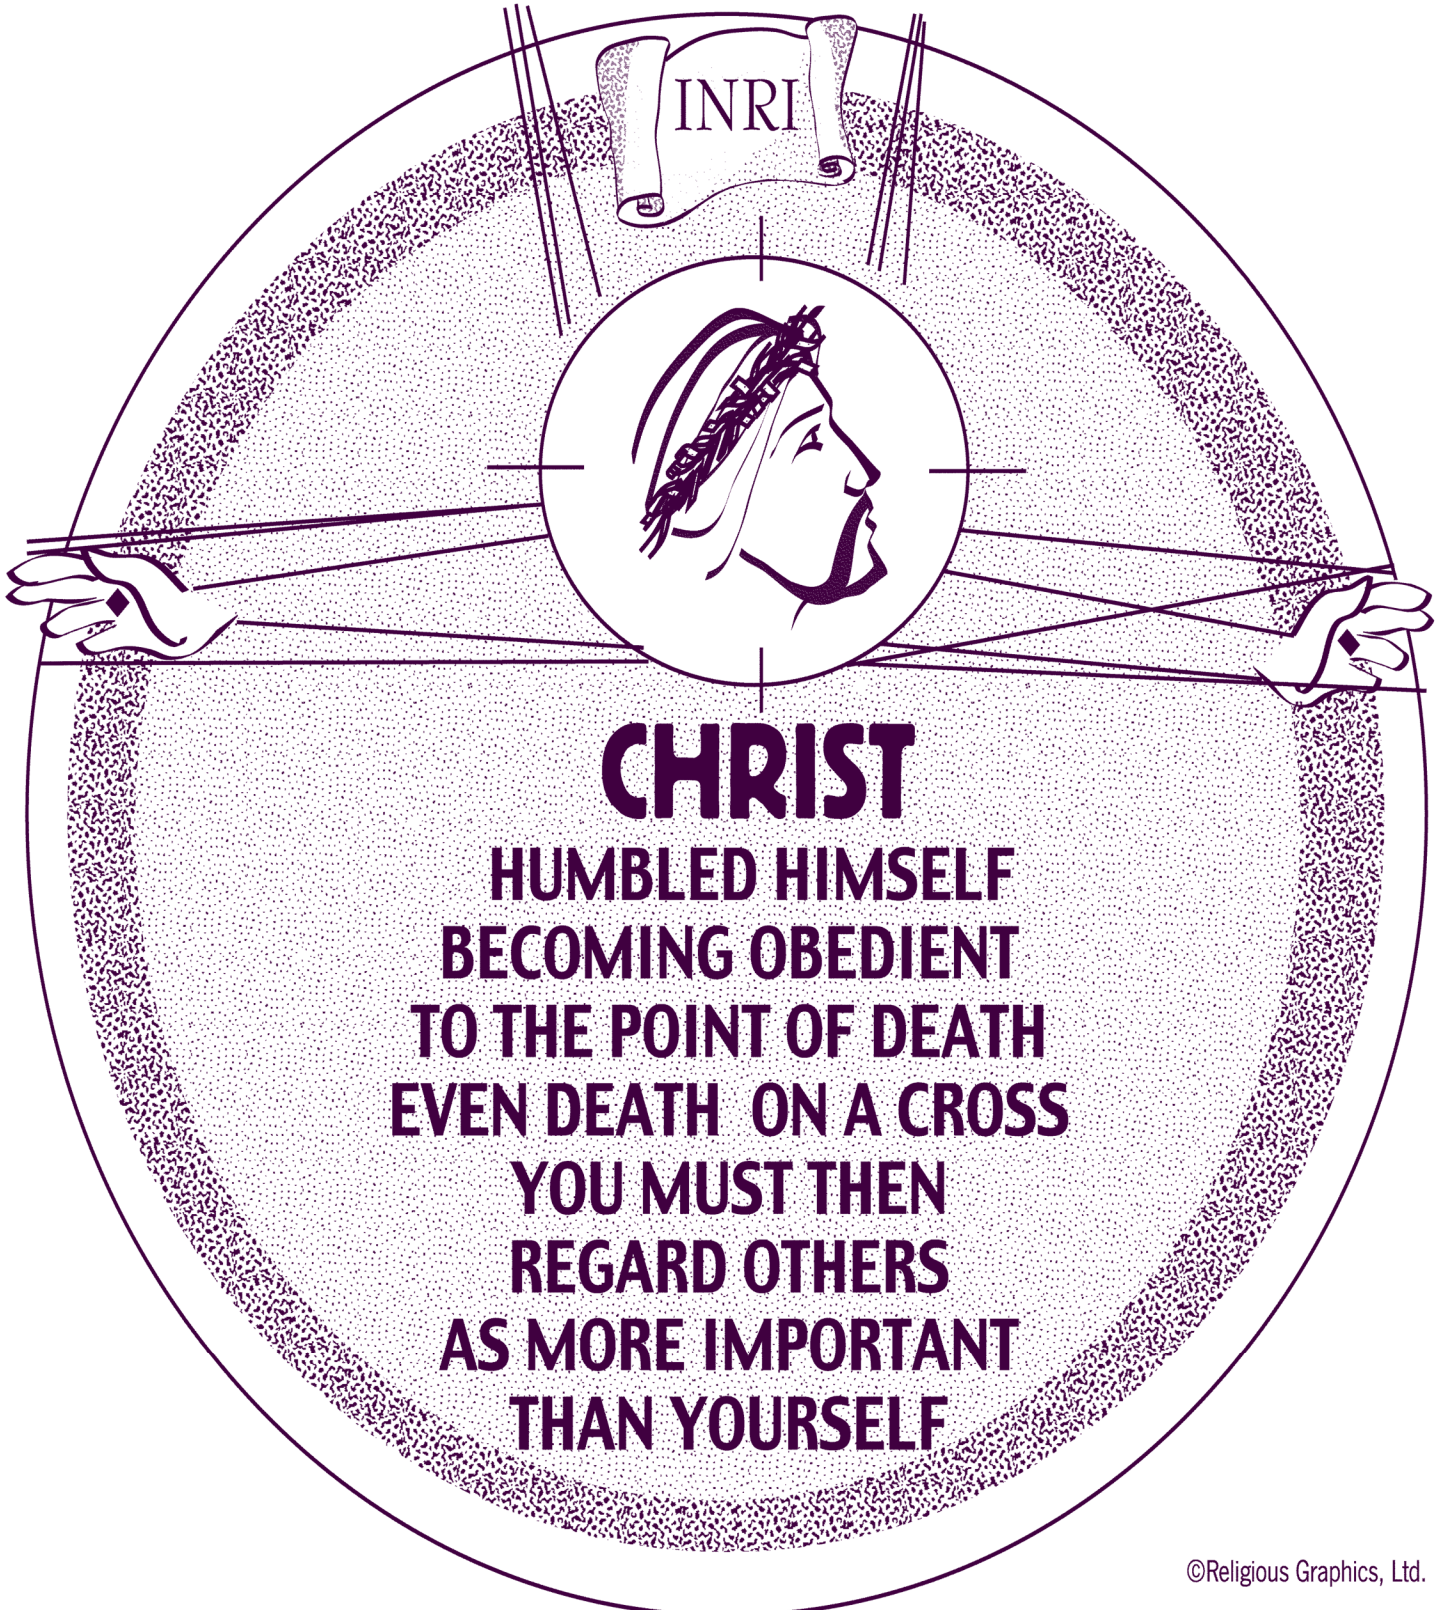 INRI
CHRIST
HUMBLED HIMSELF
BECOMING OBEDIENT
TO THE POINT OF DEATH
EVEN DEATH ON A CROSS
YOU MUST THEN
REGARD OTHERS
AS MORE IMPORTANT
THAN YOURSELF
©Religious Graphics, Ltd.